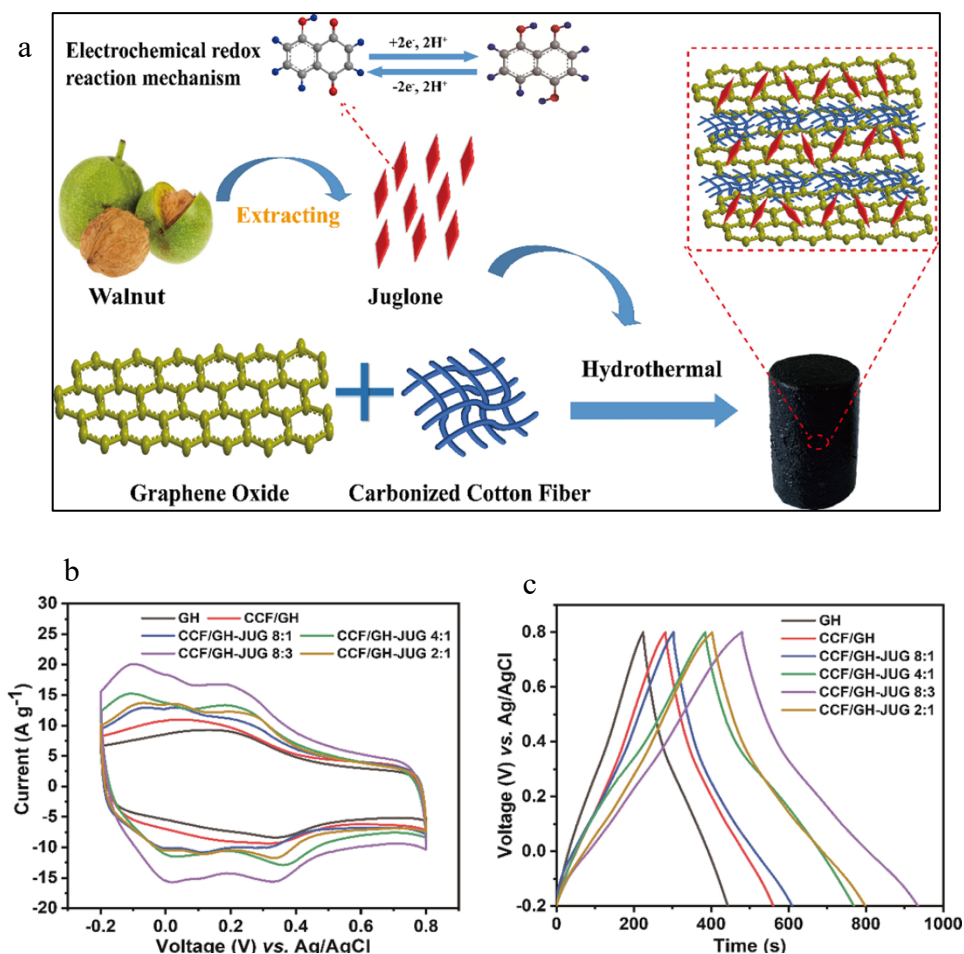 a
Electrochemical redox
reaction mechanism
+2e⁻, 2H⁺
-2e⁻, 2H⁺
Extracting
Walnut
Juglone
Hydrothermal
Graphene Oxide
Carbonized Cotton Fiber
b
GH CCF/GH
CCF/GH-JUG 8:1 CCF/GH-JUG 4:1
CCF/GH-JUG 8:3 CCF/GH-JUG 2:1
30
25
20
15
10
5
0
-5
-10
-15
-20
Current (A g⁻¹)
-0.2 0.0 0.2 0.4 0.6 0.8
Voltage (V) vs. Ag/AgCl
c
GH
CCF/GH
CCF/GH-JUG 8:1
CCF/GH-JUG 4:1
CCF/GH-JUG 8:3
CCF/GH-JUG 2:1
0.8
0.6
0.4
0.2
0.0
-0.2
Voltage (V) vs. Ag/AgCl
0 200 400 600 800 1000
Time (s)